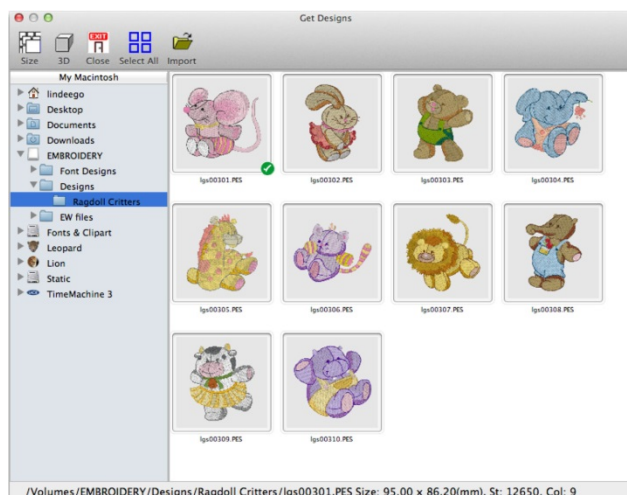 Get Designs
Size 3D EXIT Close Select All Import
My Macintosh
lindeego
Desktop
Documents
Downloads
EMBROIDERY
Font Designs
Designs
Ragdoll Critters
EW files
Fonts & Clipart
Leopard
Lion
Static
TimeMachine 3
lgs00301.PES lgs00302.PES lgs00303.PES lgs00304.PES
lgs00305.PES lgs00306.PES lgs00307.PES lgs00308.PES
lgs00309.PES lgs00310.PES
/Volumes/EMBROIDERY/Designs/Ragdoll Critters/lgs00301.PES Size: 95.00 x 86.20(mm), St: 12650, Col: 9